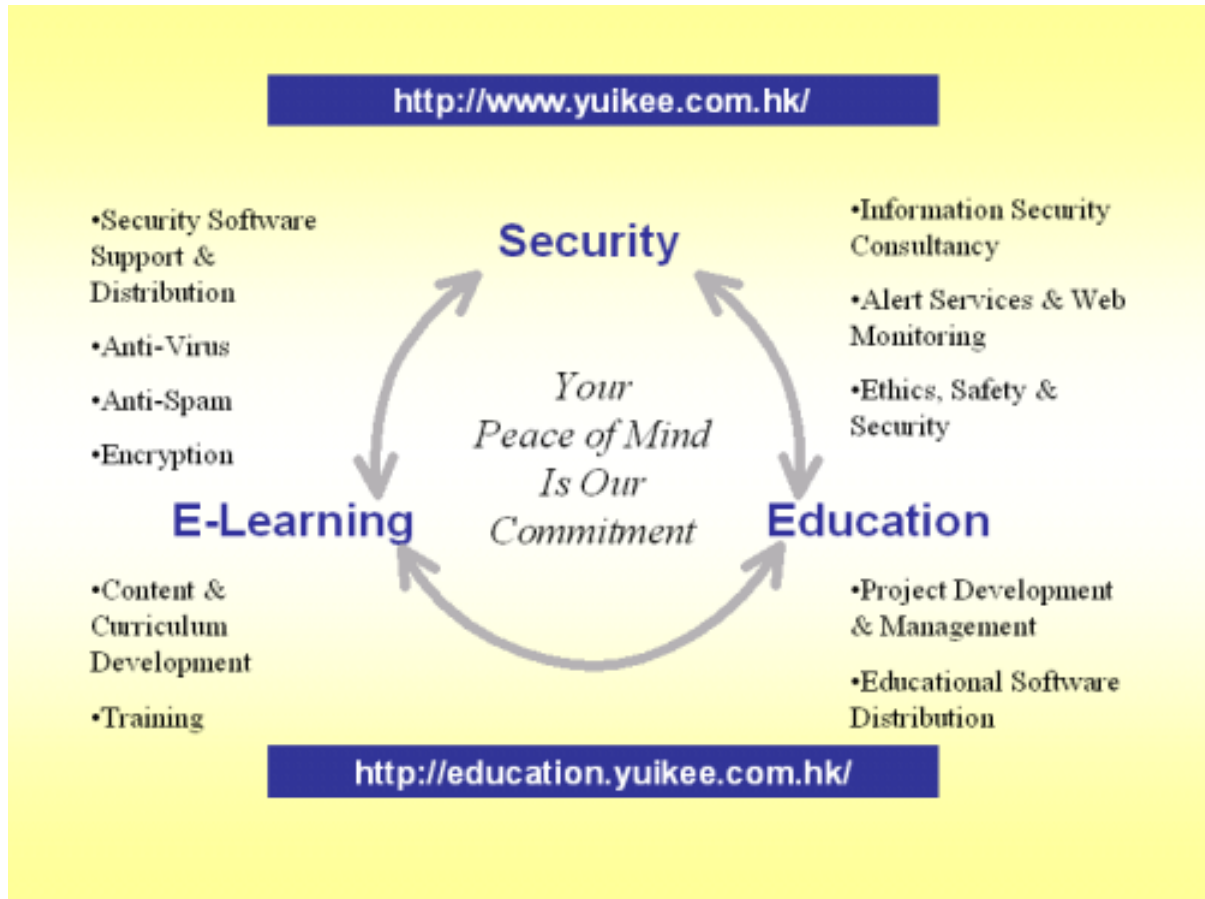 http://www.yuikee.com.hk/
•Security Software
Support &
Distribution
•Anti-Virus
•Anti-Spam
•Encryption
Security
•Information Security
Consultancy
•Alert Services & Web
Monitoring
•Ethics, Safety &
Security
Your
Peace of Mind
Is Our
Commitment
E-Learning
Education
•Content &
Curriculum
Development
•Training
•Project Development
& Management
•Educational Software
Distribution
http://education.yuikee.com.hk/